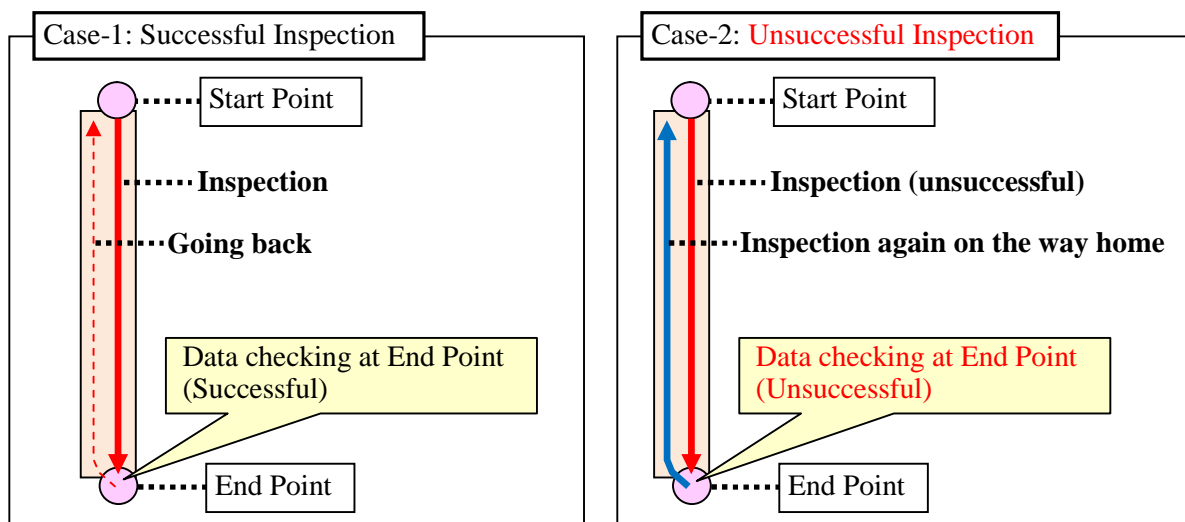 Case-1: Successful Inspection
Start Point
Inspection
Going back
Data checking at End Point
(Successful)
End Point
Case-2: Unsuccessful Inspection
Start Point
Inspection (unsuccessful)
Inspection again on the way home
Data checking at End Point
(Unsuccessful)
End Point